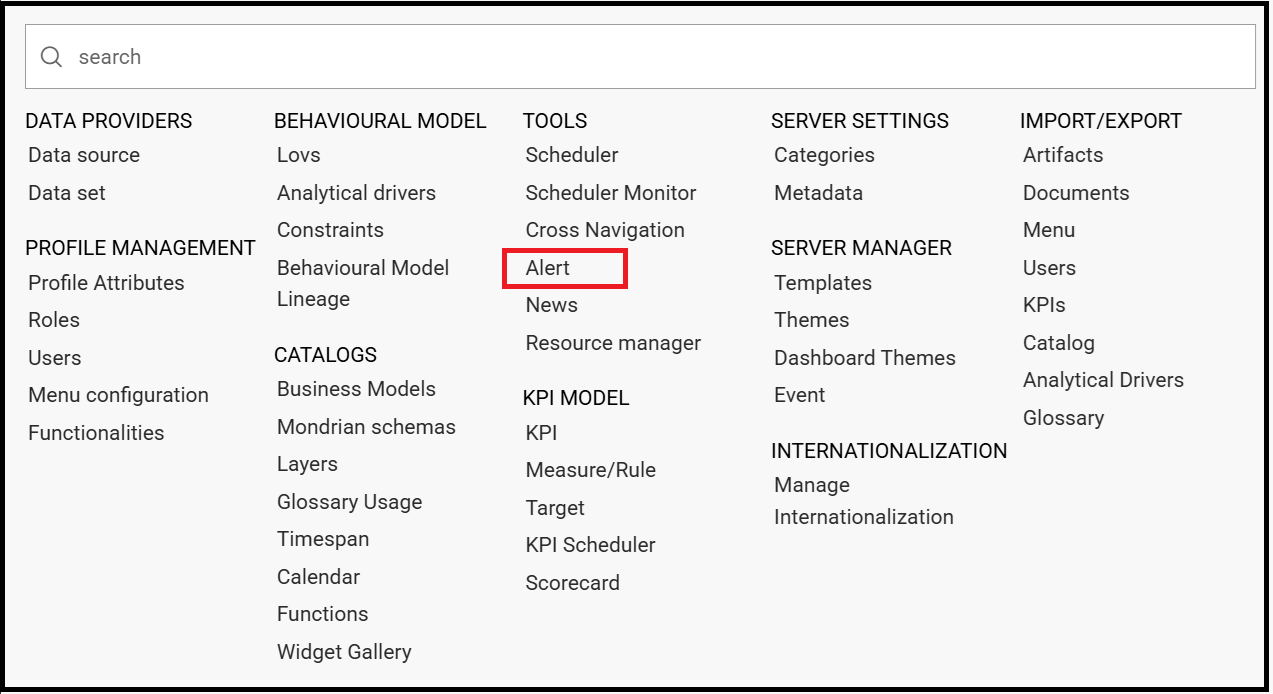 search
DATA PROVIDERS
Data source
Data set
PROFILE MANAGEMENT
Profile Attributes
Roles
Users
Menu configuration
Functionalities
BEHAVIOURAL MODEL
Lovs
Analytical drivers
Constraints
Behavioural Model
Lineage
CATALOGS
Business Models
Mondrian schemas
Layers
Glossary Usage
Timespan
Calendar
Functions
Widget Gallery
TOOLS
Scheduler
Scheduler Monitor
Cross Navigation
Alert
News
Resource manager
KPI MODEL
KPI
Measure/Rule
Target
KPI Scheduler
Scorecard
SERVER SETTINGS
Categories
Metadata
SERVER MANAGER
Templates
Themes
Dashboard Themes
Event
INTERNATIONALIZATION
Manage
Internationalization
IMPORT/EXPORT
Artifacts
Documents
Menu
Users
KPIs
Catalog
Analytical Drivers
Glossary